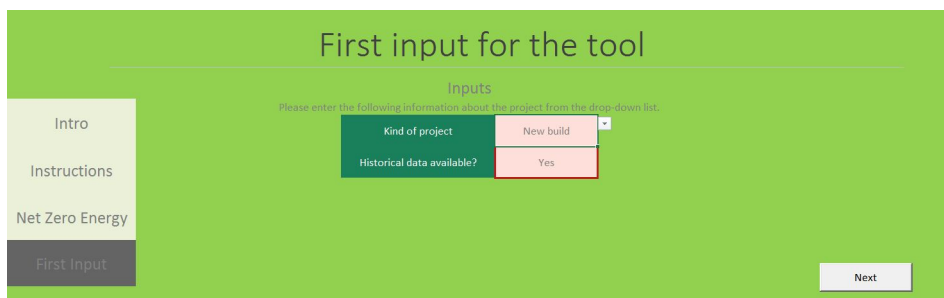 First input for the tool
Inputs
Please enter the following information about the project from the drop-down list.
Intro
Instructions
Net Zero Energy
First Input
Kind of project New build
Historical data available? Yes
Next